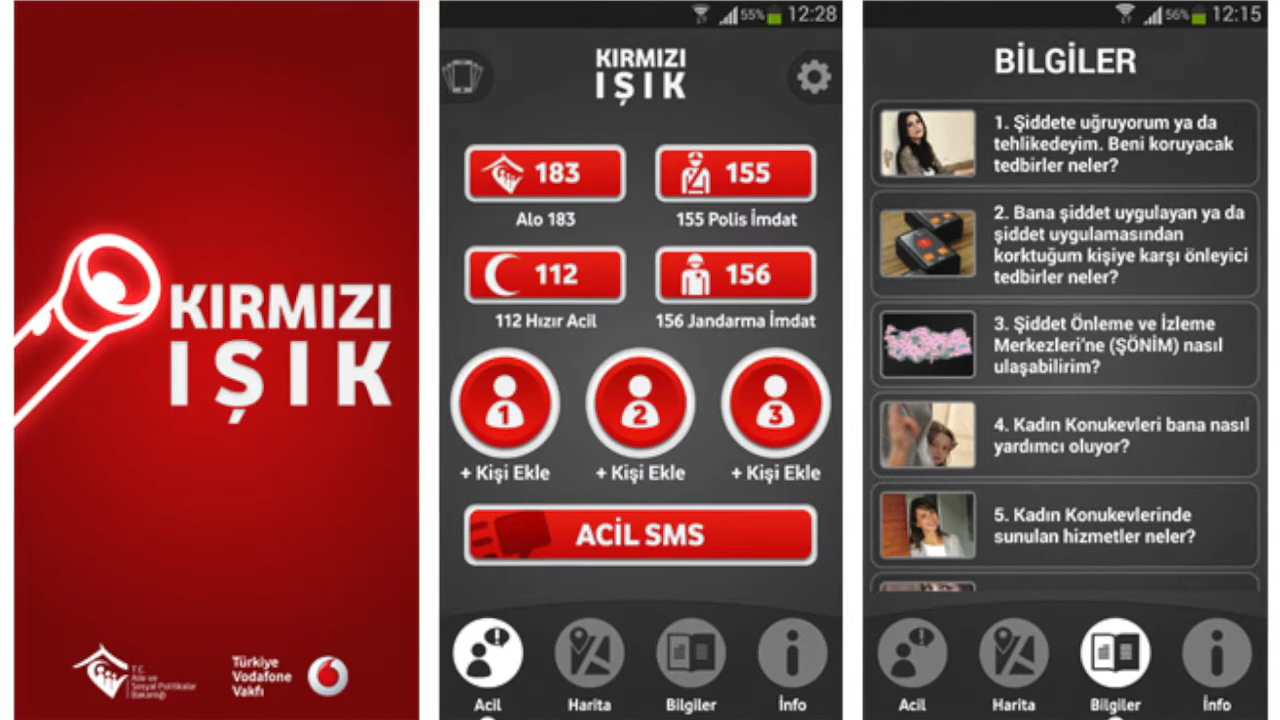 KIRMIZI
IŞIK
T.C.
Aile ve
Sosyal Politikalar
Bakanlığı
Türkiye
Vodafone
Vakfı
55% 12:28
KIRMIZI
IŞIK
183
Alo 183
155
155 Polis İmdat
112
112 Hızır Acil
156
156 Jandarma İmdat
1
+ Kişi Ekle
2
+ Kişi Ekle
3
+ Kişi Ekle
ACİL SMS
Acil
Harita
Bilgiler
İnfo
56% 12:15
BİLGİLER
1. Şiddete uğruyorum ya da
tehlikedeyim. Beni koruyacak
tedbirler neler?
2. Bana şiddet uygulayan ya da
şiddet uygulamasından
korktuğum kişiye karşı önleyici
tedbirler neler?
3. Şiddet Önleme ve İzleme
Merkezleri'ne (ŞÖNİM) nasıl
ulaşabilirim?
4. Kadın Konukevleri bana nasıl
yardımcı oluyor?
5. Kadın Konukevlerinde
sunulan hizmetler neler?
Acil
Harita
Bilgiler
İnfo